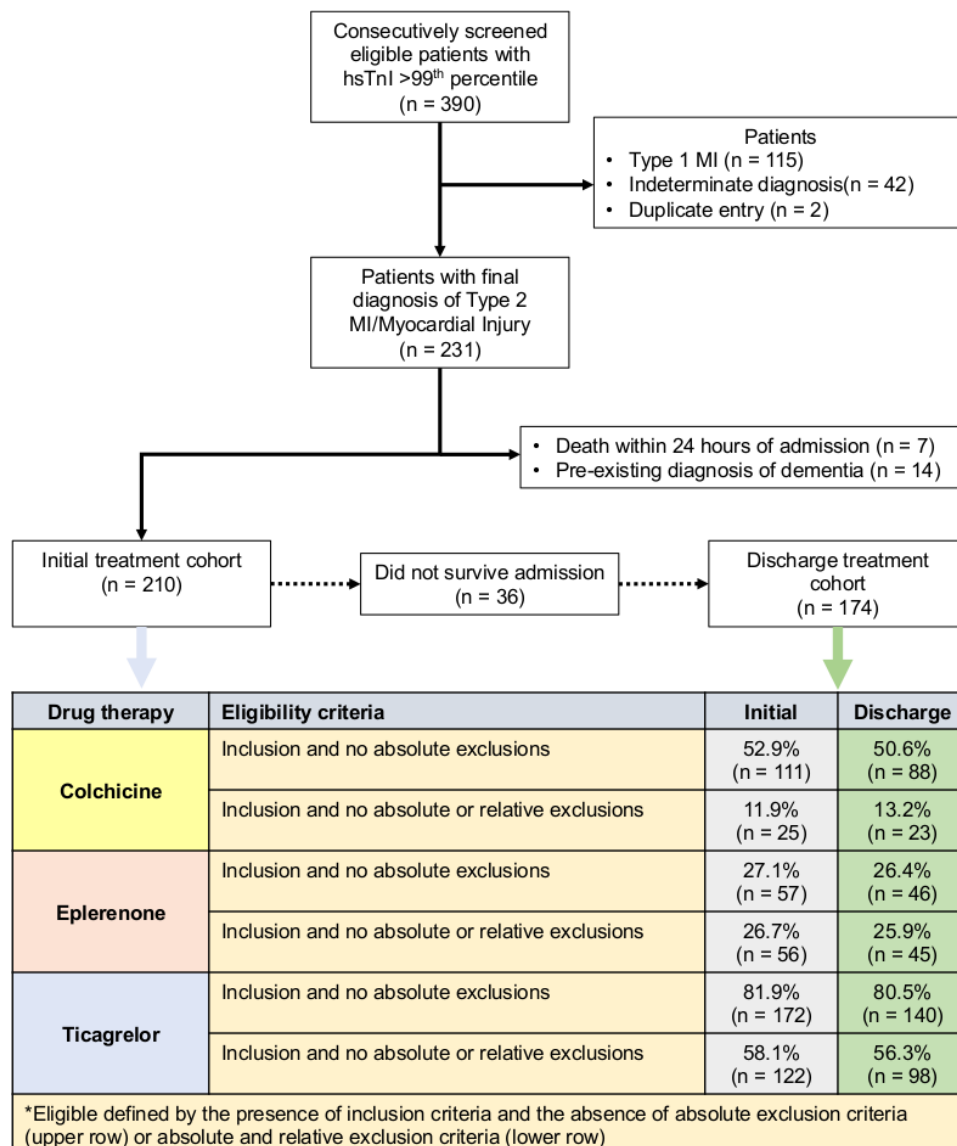 Consecutively screened
eligible patients with
hsTnI >99th percentile
(n = 390)
Patients
• Type 1 MI (n = 115)
• Indeterminate diagnosis(n = 42)
• Duplicate entry (n = 2)
Patients with final
diagnosis of Type 2
MI/Myocardial Injury
(n = 231)
• Death within 24 hours of admission (n = 7)
• Pre-existing diagnosis of dementia (n = 14)
Initial treatment cohort
(n = 210)
Did not survive admission
(n = 36)
Discharge treatment
cohort
(n = 174)
Drug therapy Eligibility criteria Initial Discharge
Colchicine
Inclusion and no absolute exclusions 52.9% 50.6%
(n = 111) (n = 88)
Inclusion and no absolute or relative exclusions 11.9% 13.2%
(n = 25) (n = 23)
Eplerenone
Inclusion and no absolute exclusions 27.1% 26.4%
(n = 57) (n = 46)
Inclusion and no absolute or relative exclusions 26.7% 25.9%
(n = 56) (n = 45)
Ticagrelor
Inclusion and no absolute exclusions 81.9% 80.5%
(n = 172) (n = 140)
Inclusion and no absolute or relative exclusions 58.1% 56.3%
(n = 122) (n = 98)
*Eligible defined by the presence of inclusion criteria and the absence of absolute exclusion criteria
(upper row) or absolute and relative exclusion criteria (lower row)